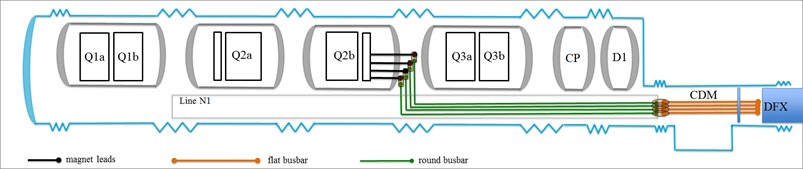 Q1a Q1b Q2a Q2b Q3a Q3b CP D1
Line N1
CDM
DFX
magnet leads flat busbar round busbar